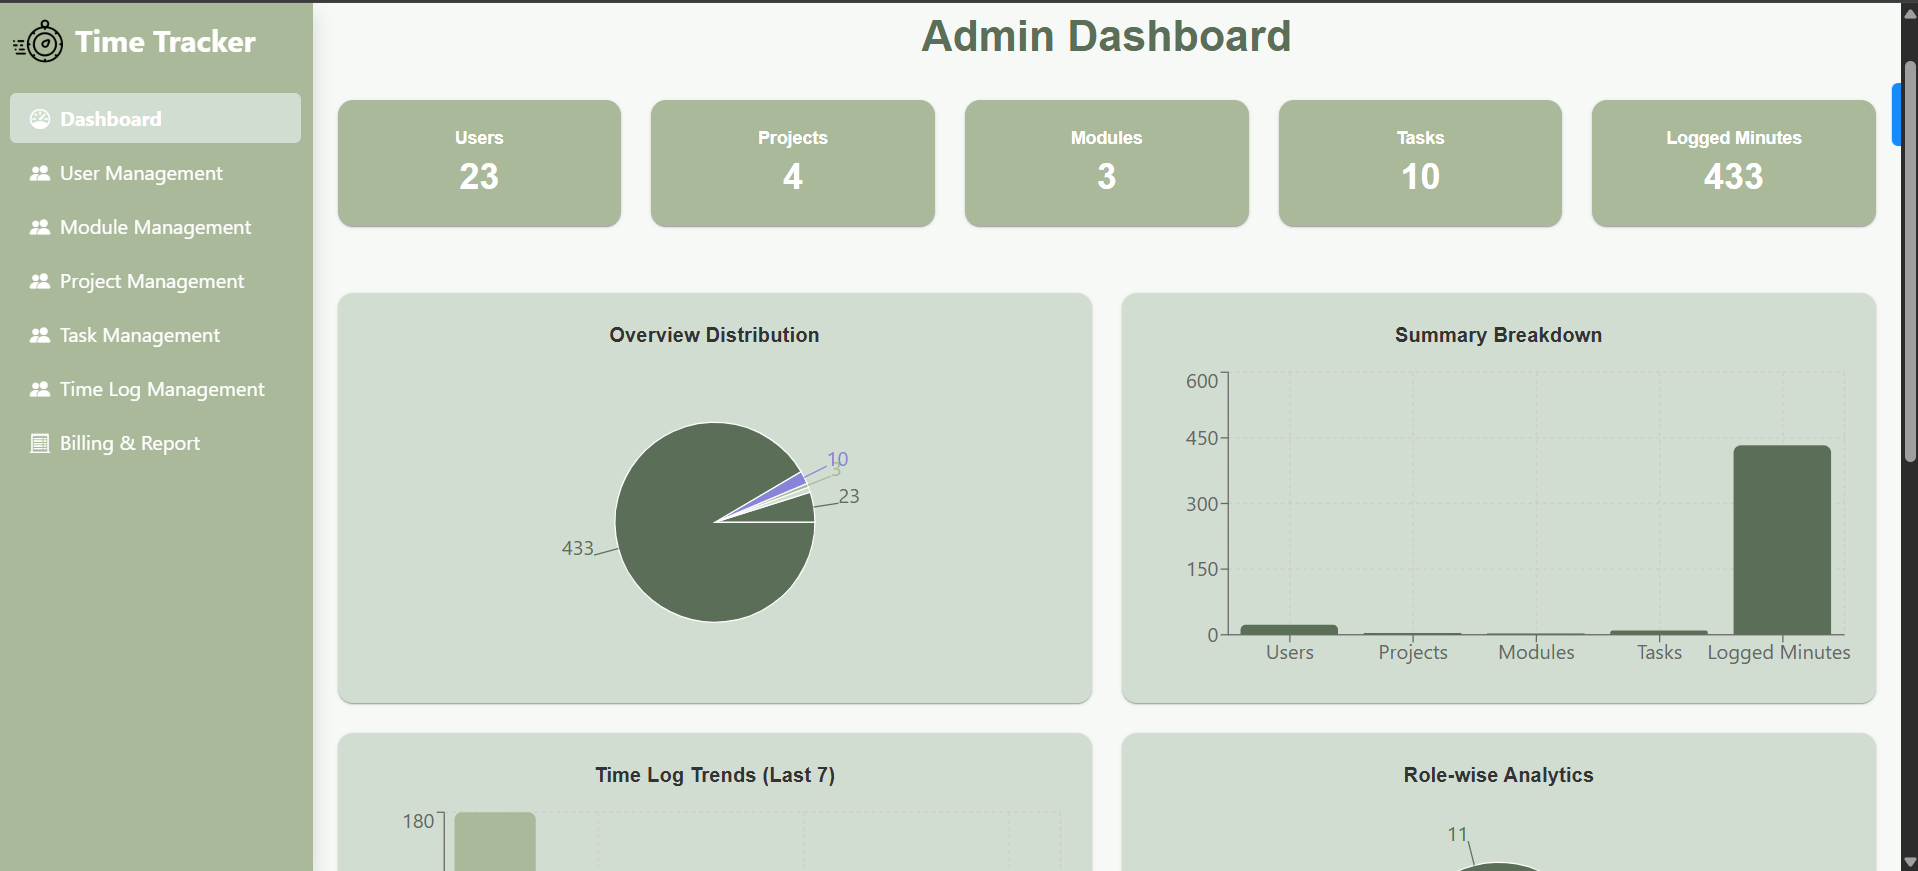 Time Tracker
Dashboard
User Management
Module Management
Project Management
Task Management
Time Log Management
Billing & Report
Admin Dashboard
Users
23
Projects
4
Modules
3
Tasks
10
Logged Minutes
433
Overview Distribution
10
3
23
433
Summary Breakdown
600
450
300
150
0
Users Projects Modules Tasks Logged Minutes
Time Log Trends (Last 7)
180
Role-wise Analytics
11